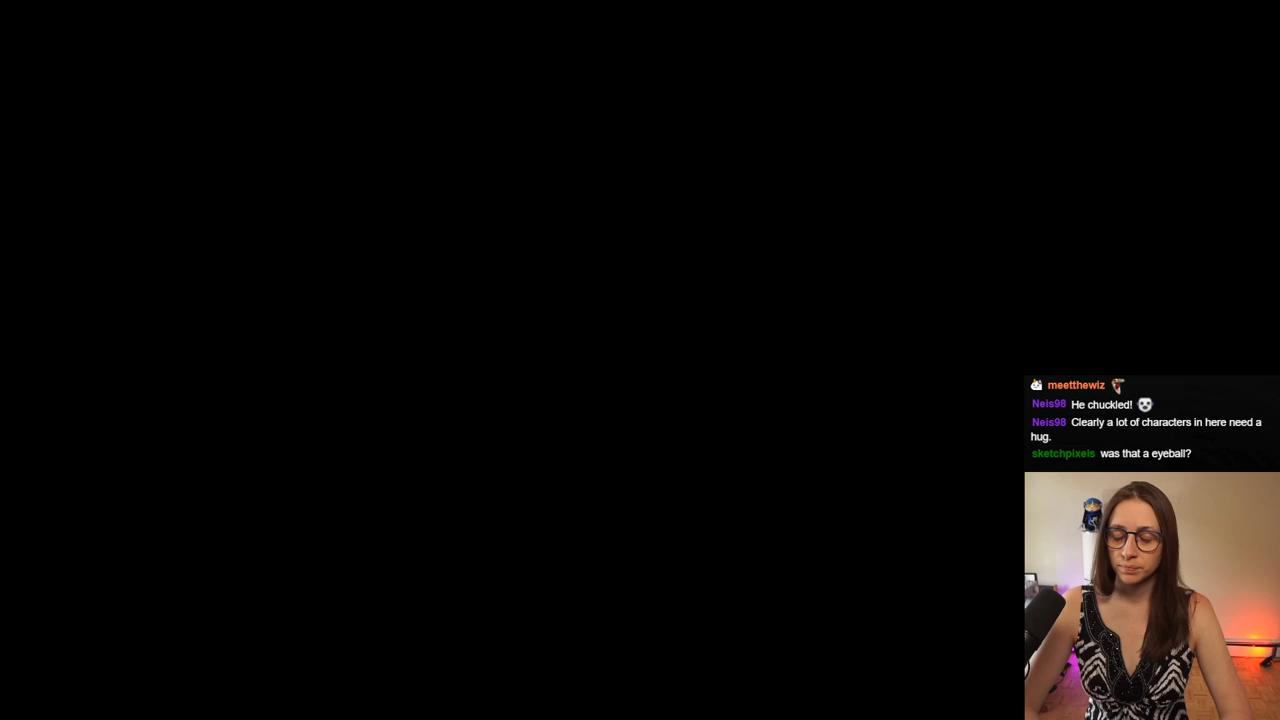 meetthewiz
Neis98 He chuckled!
Neis98 Clearly a lot of characters in here need a
hug.
sketchpixels was that a eyeball?